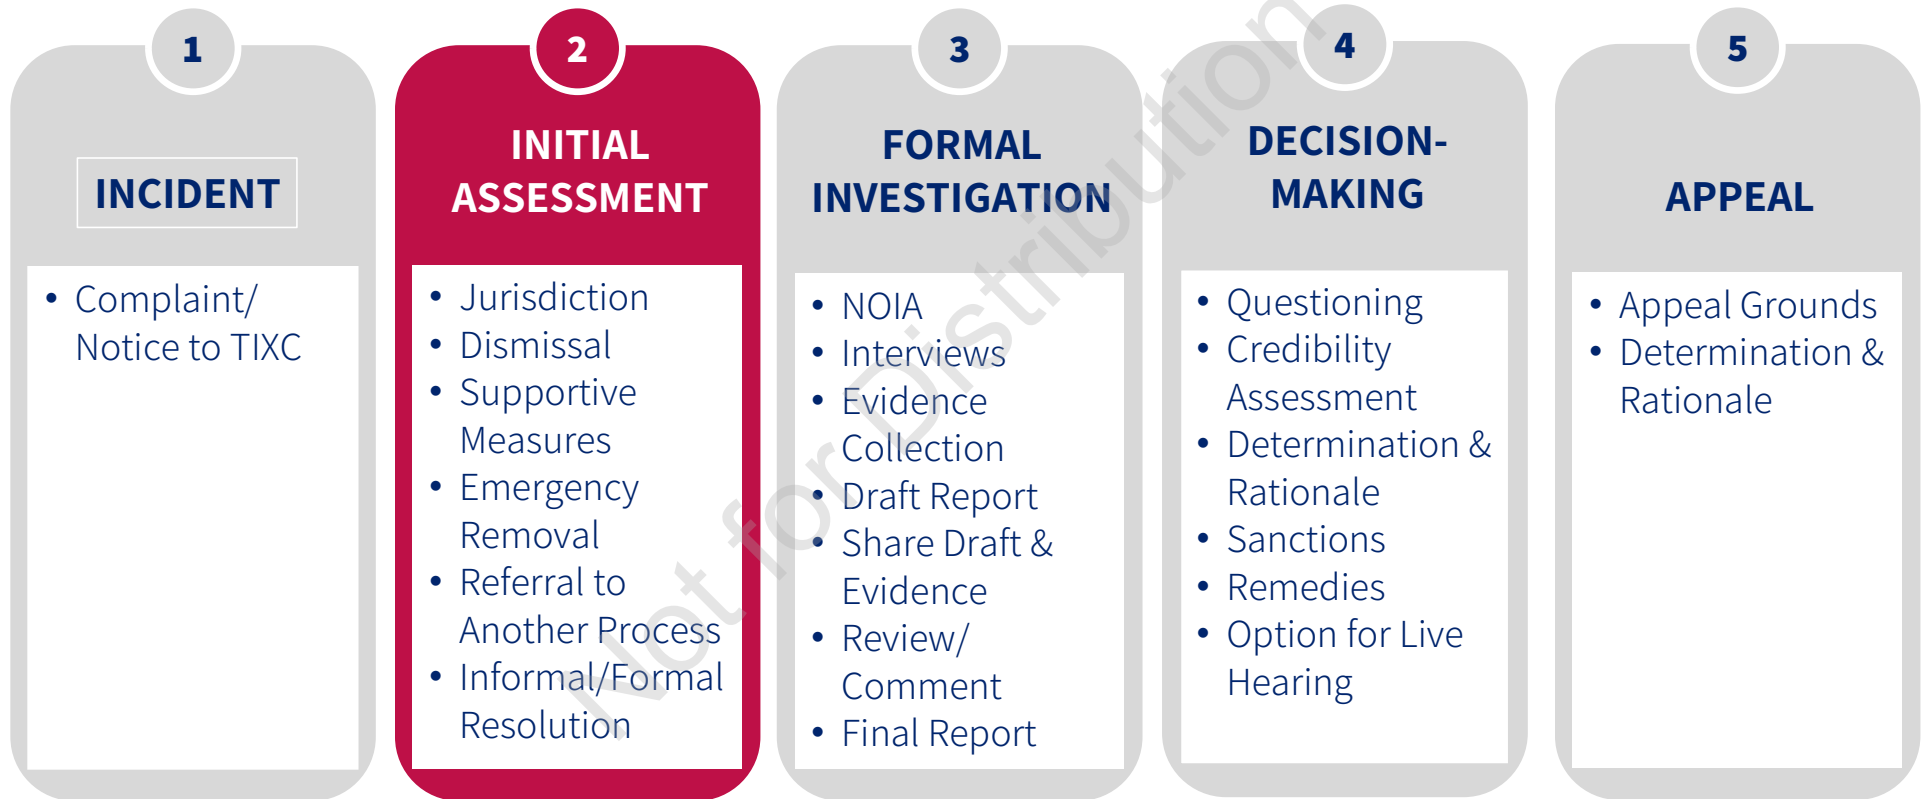 1
INCIDENT
• Complaint/
Notice to TIXC
2
INITIAL
ASSESSMENT
• Jurisdiction
• Dismissal
• Supportive
Measures
• Emergency
Removal
• Referral to
Another Process
• Informal/Formal
Resolution
3
FORMAL
INVESTIGATION
• NOIA
• Interviews
• Evidence
Collection
• Draft Report
• Share Draft &
Evidence
• Review/
Comment
• Final Report
4
DECISION-
MAKING
• Questioning
• Credibility
Assessment
• Determination &
Rationale
• Sanctions
• Remedies
• Option for Live
Hearing
5
APPEAL
• Appeal Grounds
• Determination &
Rationale
Not for Distribution